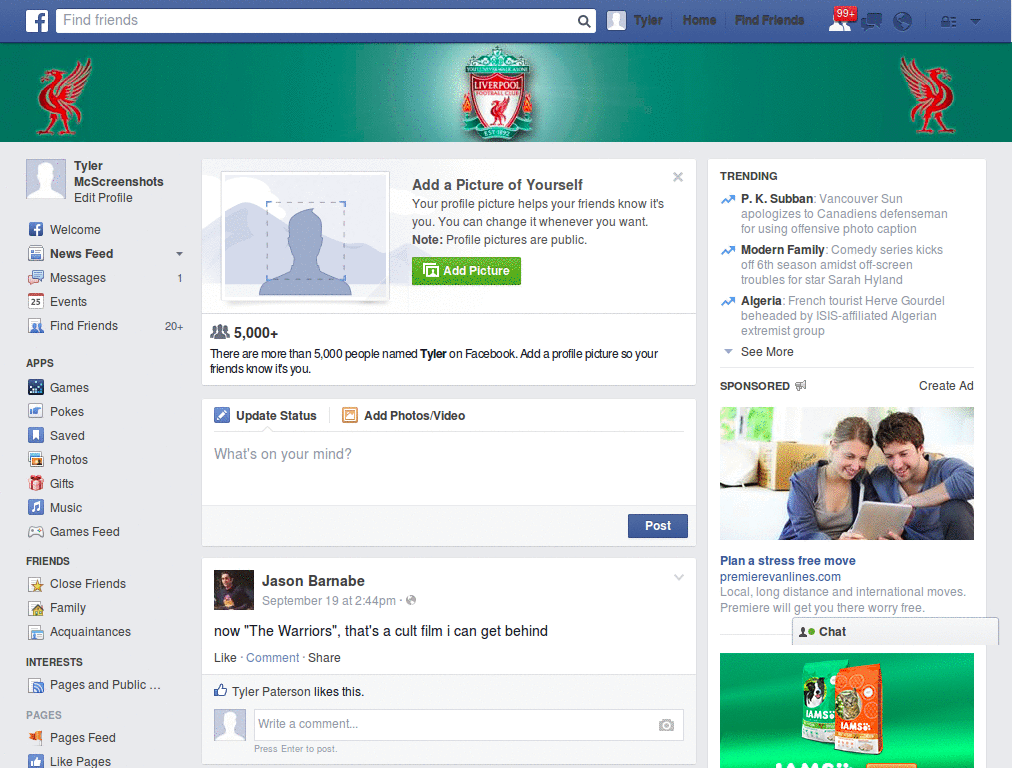 Find friends
Tyler
Home
Find Friends
99+
YOU'LL NEVER WALK ALONE
LIVERPOOL
FOOTBALL CLUB
EST·1892
Tyler
McScreenshots
Edit Profile
Welcome
News Feed
Messages 1
25 Events
Find Friends 20+
APPS
Games
Pokes
Saved
Photos
Gifts
Music
Games Feed
FRIENDS
Close Friends
Family
Acquaintances
INTERESTS
Pages and Public ...
PAGES
Pages Feed
Like Pages
Add a Picture of Yourself
Your profile picture helps your friends know it's
you. You can change it whenever you want.
Note: Profile pictures are public.
Add Picture
5,000+
There are more than 5,000 people named Tyler on Facebook. Add a profile picture so your
friends know it's you.
Update Status
Add Photos/Video
What's on your mind?
Post
Jason Barnabe
September 19 at 2:44pm ·
now "The Warriors", that's a cult film i can get behind
Like · Comment · Share
Tyler Paterson likes this.
Write a comment...
Press Enter to post.
TRENDING
P. K. Subban: Vancouver Sun
apologizes to Canadiens defenseman
for using offensive photo caption
Modern Family: Comedy series kicks
off 6th season amidst off-screen
troubles for star Sarah Hyland
Algeria: French tourist Herve Gourdel
beheaded by ISIS-affiliated Algerian
extremist group
See More
SPONSORED
Create Ad
Plan a stress free move
premierevanlines.com
Local, long distance and international moves.
Premiere will get you there worry free.
Chat
IAMS
IAMS
IAMS